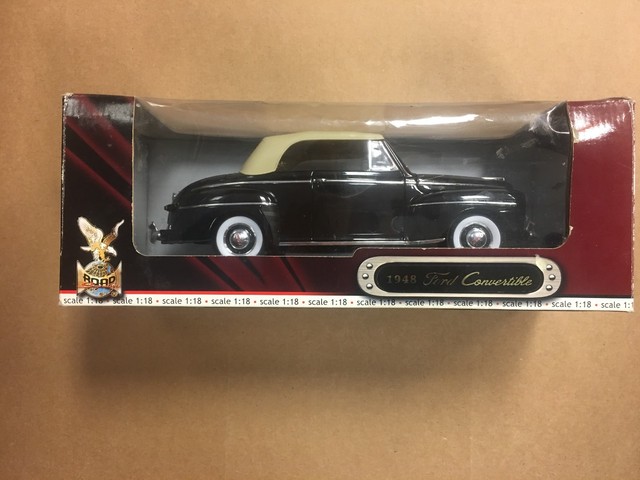 ROAD
1948 Ford Convertible
scale 1:18 • scale 1:18 • scale 1:18 • scale 1:18 • scale 1:18 • scale 1:18 • scale 1:18 • scale 1:18 • scale 1:18 • scale 1:18 • scale 1:18 • scale 1:1